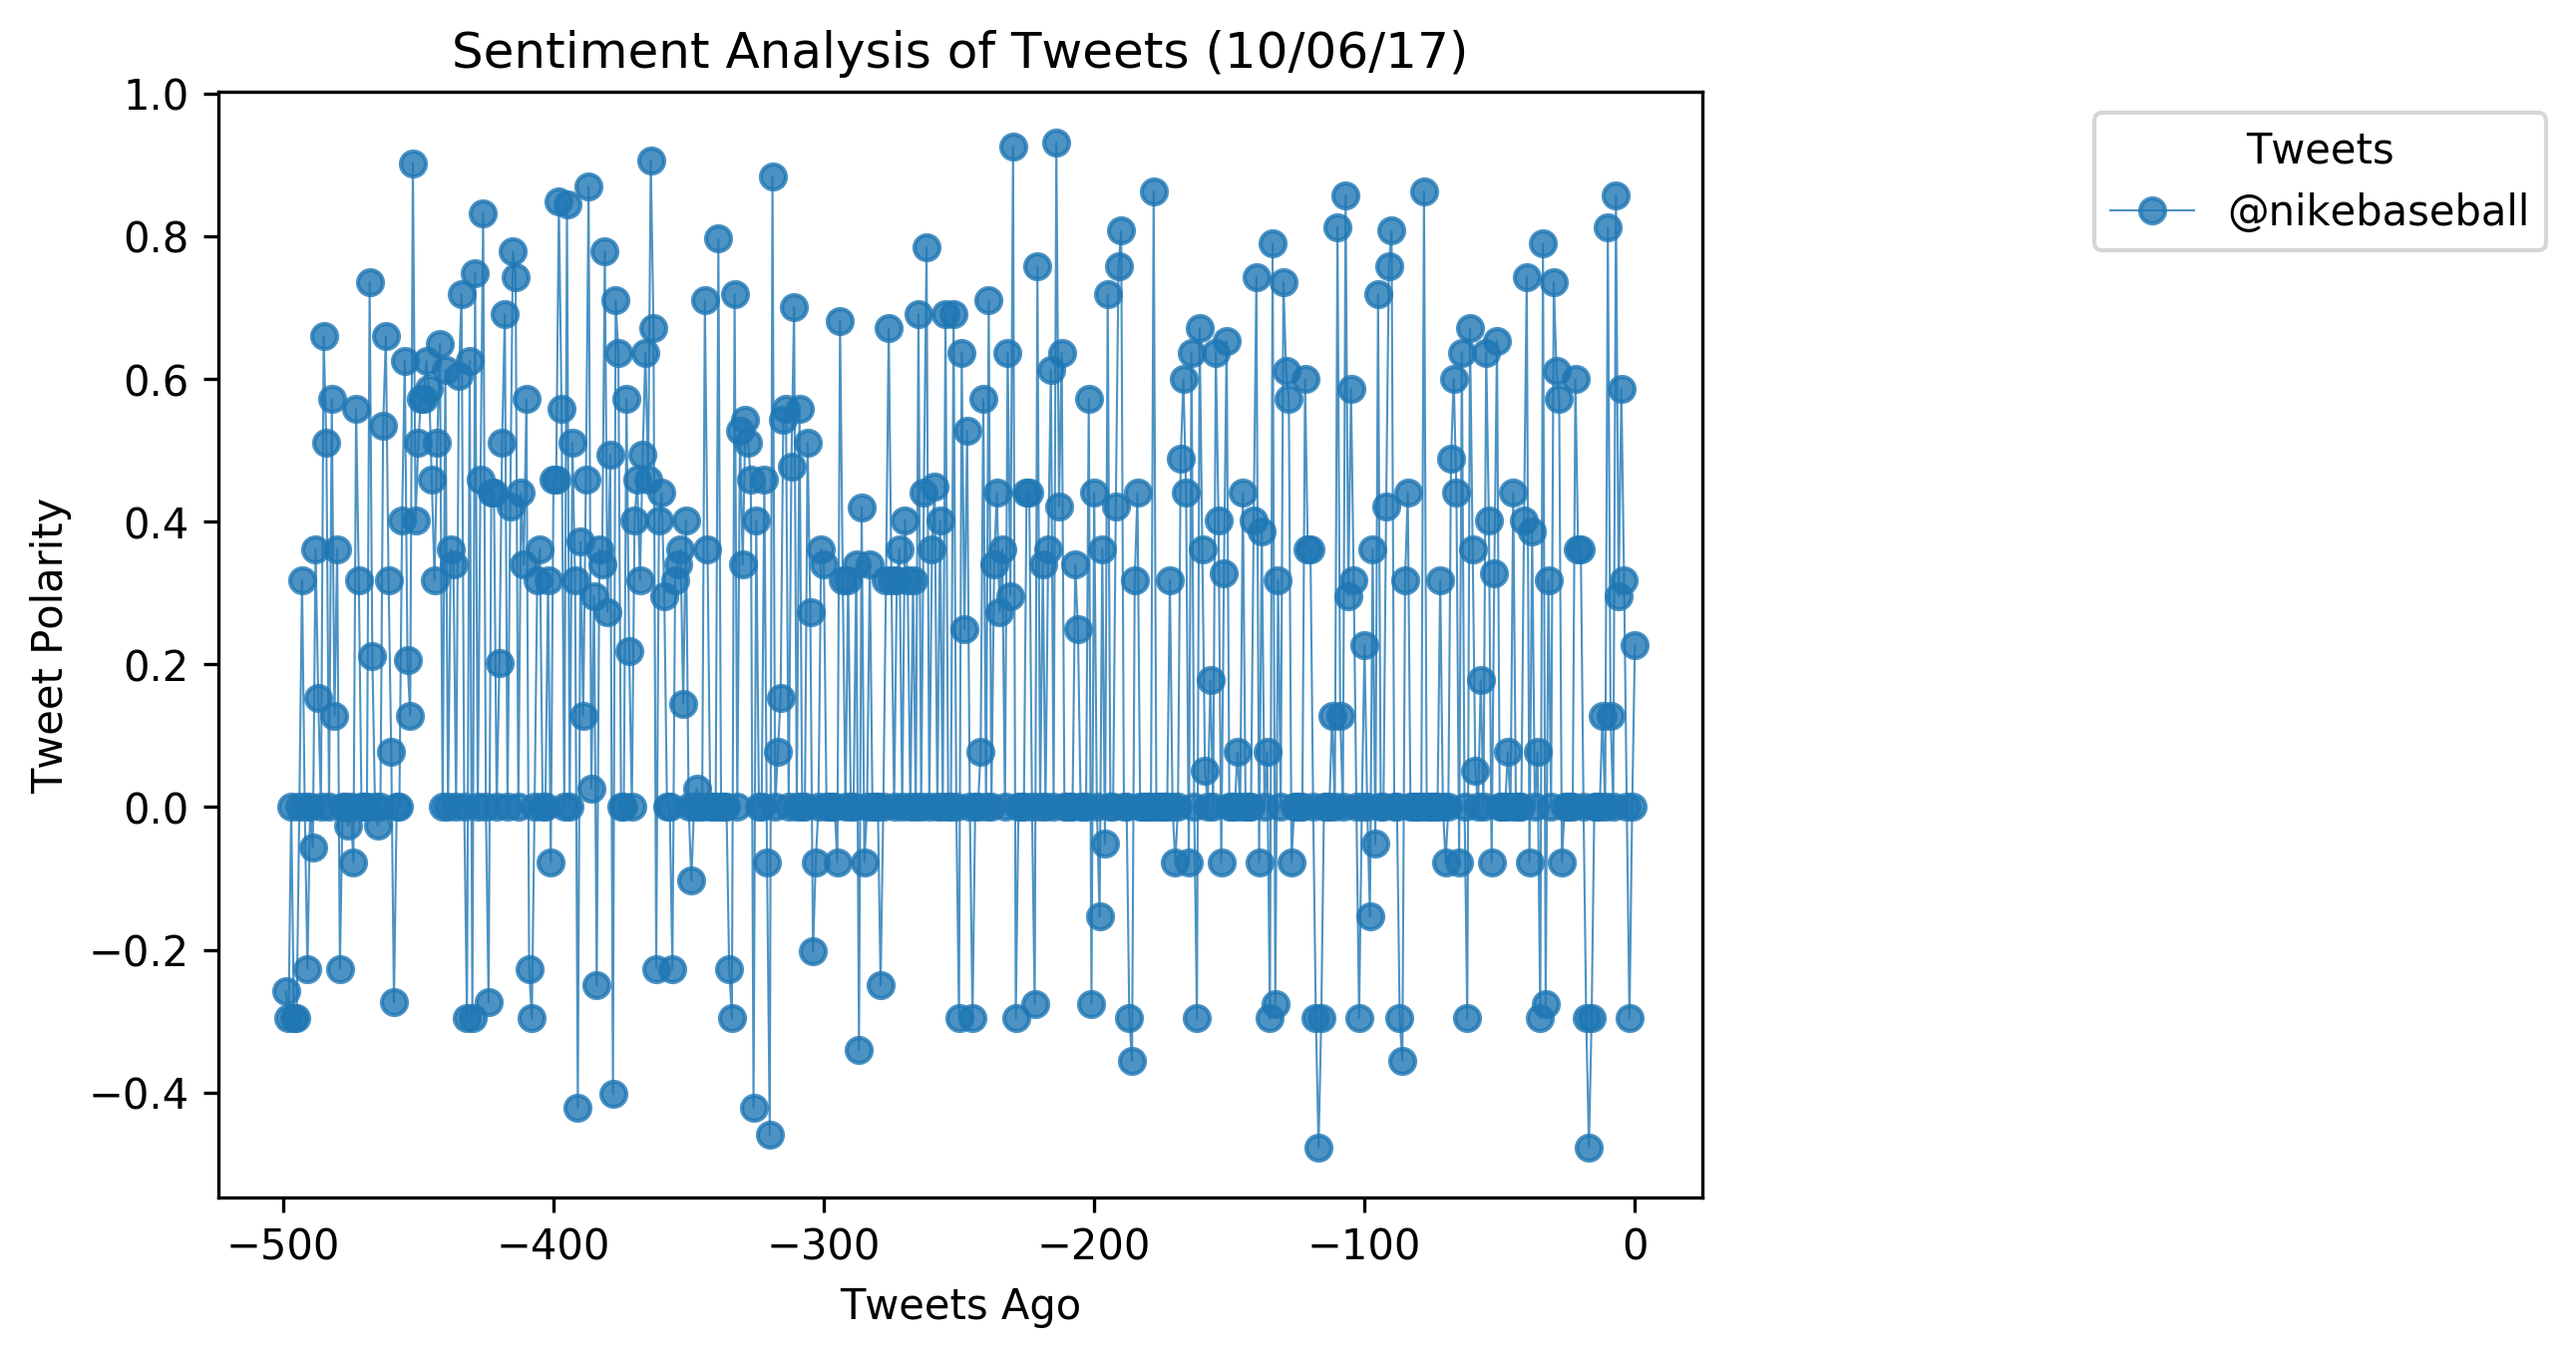 Sentiment Analysis of Tweets (10/06/17)
Tweets
@nikebaseball
Tweet Polarity
1.0
0.8
0.6
0.4
0.2
0.0
−0.2
−0.4
−500 −400 −300 −200 −100 0
Tweets Ago